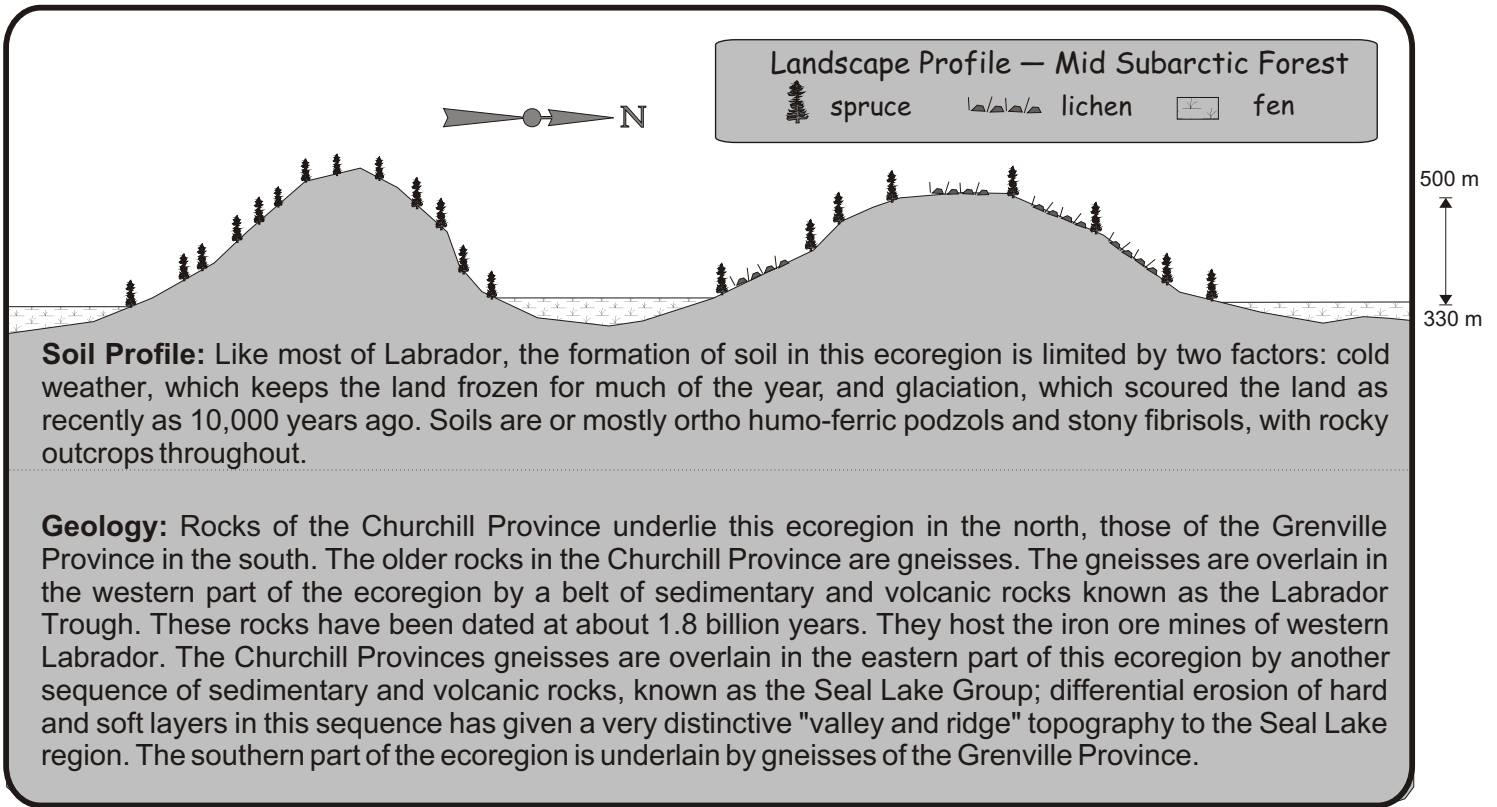 Landscape Profile — Mid Subarctic Forest
spruce lichen fen
N
500 m
330 m
Soil Profile: Like most of Labrador, the formation of soil in this ecoregion is limited by two factors: cold
weather, which keeps the land frozen for much of the year, and glaciation, which scoured the land as
recently as 10,000 years ago. Soils are or mostly ortho humo-ferric podzols and stony fibrisols, with rocky
outcrops throughout.
Geology: Rocks of the Churchill Province underlie this ecoregion in the north, those of the Grenville
Province in the south. The older rocks in the Churchill Province are gneisses. The gneisses are overlain in
the western part of the ecoregion by a belt of sedimentary and volcanic rocks known as the Labrador
Trough. These rocks have been dated at about 1.8 billion years. They host the iron ore mines of western
Labrador. The Churchill Provinces gneisses are overlain in the eastern part of this ecoregion by another
sequence of sedimentary and volcanic rocks, known as the Seal Lake Group; differential erosion of hard
and soft layers in this sequence has given a very distinctive "valley and ridge" topography to the Seal Lake
region. The southern part of the ecoregion is underlain by gneisses of the Grenville Province.